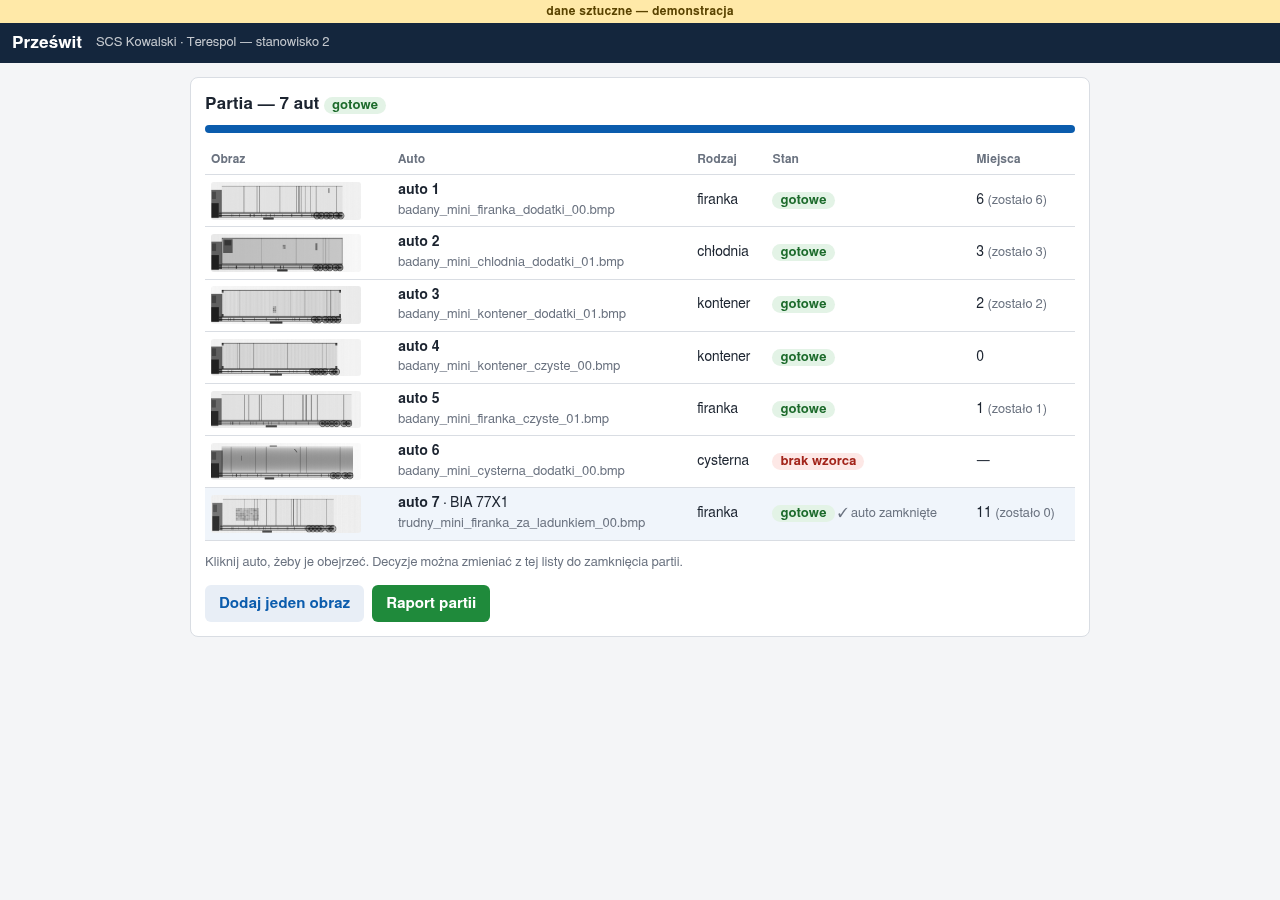 dane sztuczne — demonstracja
Prześwit SCS Kowalski · Terespol — stanowisko 2
Partia — 7 aut gotowe
Obraz Auto Rodzaj Stan Miejsca
auto 1
badany_mini_firanka_dodatki_00.bmp
firanka gotowe 6 (zostało 6)
auto 2
badany_mini_chlodnia_dodatki_01.bmp
chłodnia gotowe 3 (zostało 3)
auto 3
badany_mini_kontener_dodatki_01.bmp
kontener gotowe 2 (zostało 2)
auto 4
badany_mini_kontener_czyste_00.bmp
kontener gotowe 0
auto 5
badany_mini_firanka_czyste_01.bmp
firanka gotowe 1 (zostało 1)
auto 6
badany_mini_cysterna_dodatki_00.bmp
cysterna brak wzorca —
auto 7 · BIA 77X1
trudny_mini_firanka_za_ladunkiem_00.bmp
firanka gotowe ✓ auto zamknięte 11 (zostało 0)
Kliknij auto, żeby je obejrzeć. Decyzje można zmieniać z tej listy do zamknięcia partii.
Dodaj jeden obraz Raport partii